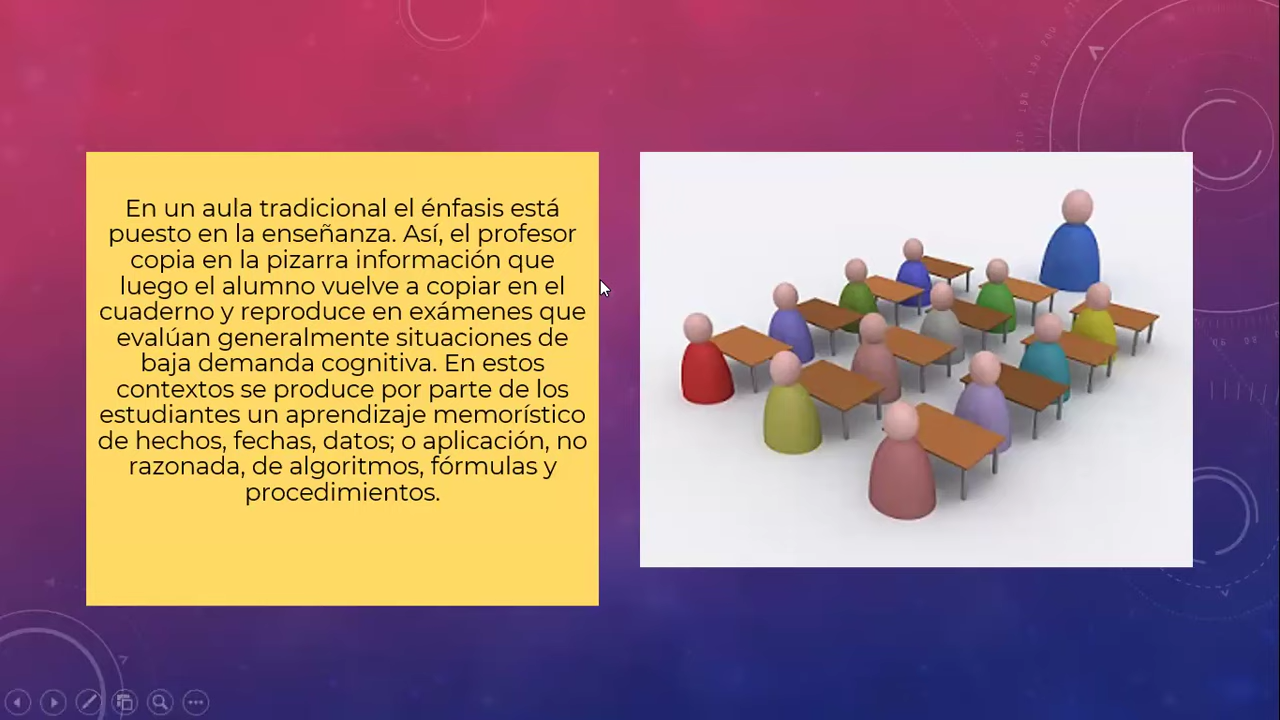 En un aula tradicional el énfasis está
puesto en la enseñanza. Así, el profesor
copia en la pizarra información que
luego el alumno vuelve a copiar en el
cuaderno y reproduce en exámenes que
evalúan generalmente situaciones de
baja demanda cognitiva. En estos
contextos se produce por parte de los
estudiantes un aprendizaje memorístico
de hechos, fechas, datos; o aplicación, no
razonada, de algoritmos, fórmulas y
procedimientos.